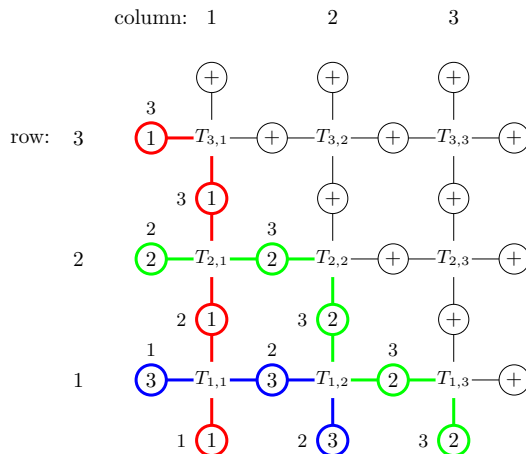 column: 1 2 3
+ + +
3
row: 3 1 T3,1 + T3,2 + T3,3 +
3 1 + +
2 3
2 2 T2,1 2 T2,2 + T2,3 +
2 1 3 2 +
1 2 3
1 3 T1,1 3 T1,2 2 T1,3 +
1 1 2 3 3 2